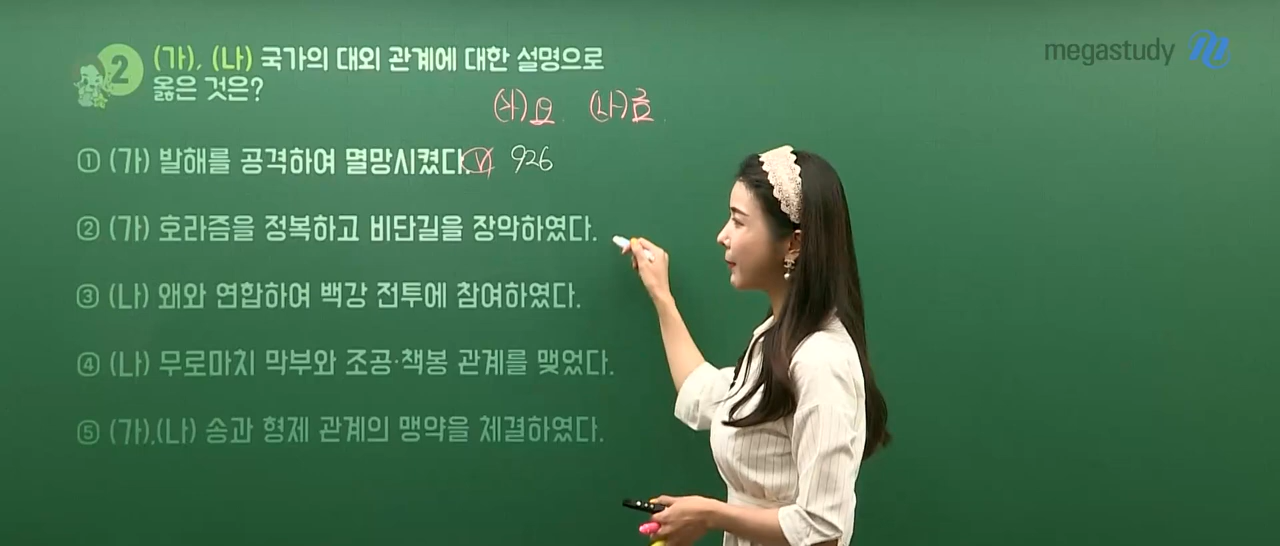 megastudy
2 (가), (나) 국가의 대외 관계에 대한 설명으로
옳은 것은?
(가)요 (나)금
① (가) 발해를 공격하여 멸망시켰다. V 926
② (가) 호라즘을 정복하고 비단길을 장악하였다.
③ (나) 왜와 연합하여 백강 전투에 참여하였다.
④ (나) 무로마치 막부와 조공·책봉 관계를 맺었다.
⑤ (가),(나) 송과 형제 관계의 맹약을 체결하였다.